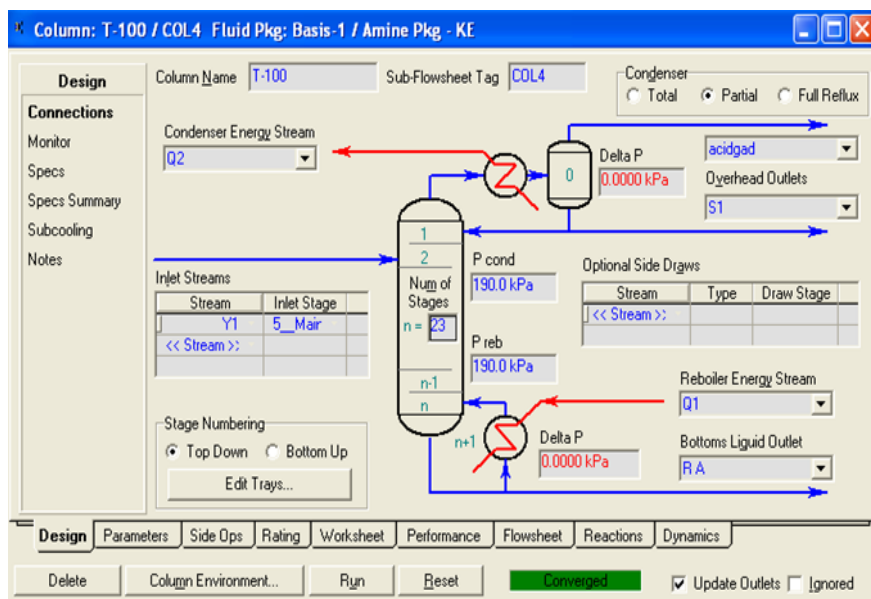 Column: T-100 / COL4 Fluid Pkg: Basis-1 / Amine Pkg - KE
Design
Connections
Monitor
Specs
Specs Summary
Subcooling
Notes
Column Name T-100 Sub-Flowsheet Tag COL4
Condenser
Total Partial Full Reflux
Condenser Energy Stream
Q2
0
Delta P
0.0000 kPa
acidgad
Overhead Outlets
S1
1
2
Num of
Stages
n = 23
n-1
n
n+1
P cond
190.0 kPa
P reb
190.0 kPa
Inlet Streams
Stream Inlet Stage
Y1 5__Mair
<< Stream >>
Optional Side Draws
Stream Type Draw Stage
<< Stream >>
Stage Numbering
Top Down Bottom Up
Edit Trays...
Delta P
0.0000 kPa
Reboiler Energy Stream
Q1
Bottoms Liguid Outlet
R A
Design Parameters Side Ops Rating Worksheet Performance Flowsheet Reactions Dynamics
Delete Column Environment... Run Reset Converged Update Outlets Ignored